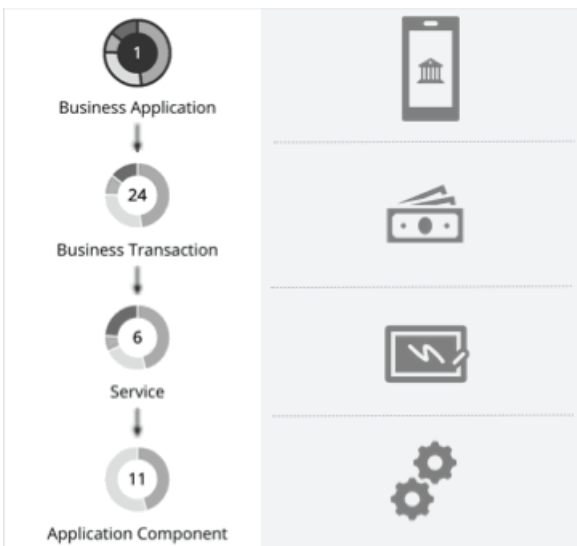 1
Business Application
24
Business Transaction
6
Service
11
Application Component